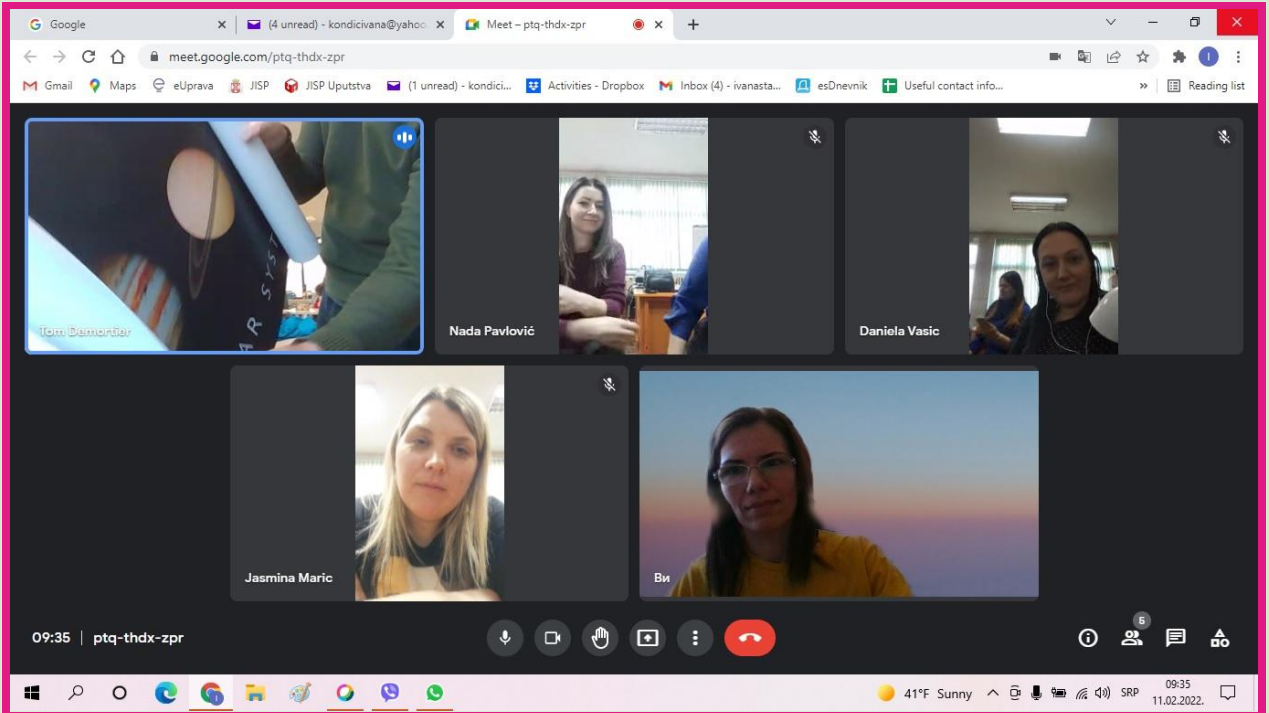 Google
(4 unread) - kondicivana@yahoo
Meet – ptq-thdx-zpr
meet.google.com/ptq-thdx-zpr
I
Gmail
Maps
eUprava
JISP
JISP Uputstva
(1 unread) - kondici...
Activities - Dropbox
Inbox (4) - ivanasta...
esDnevnik
Useful contact info...
»
Reading list
AR SYST
Tom Demortier
Nada Pavlović
Daniela Vasic
Jasmina Maric
Ви
09:35 | ptq-thdx-zpr
5
41°F Sunny
SRP
09:35
11.02.2022.